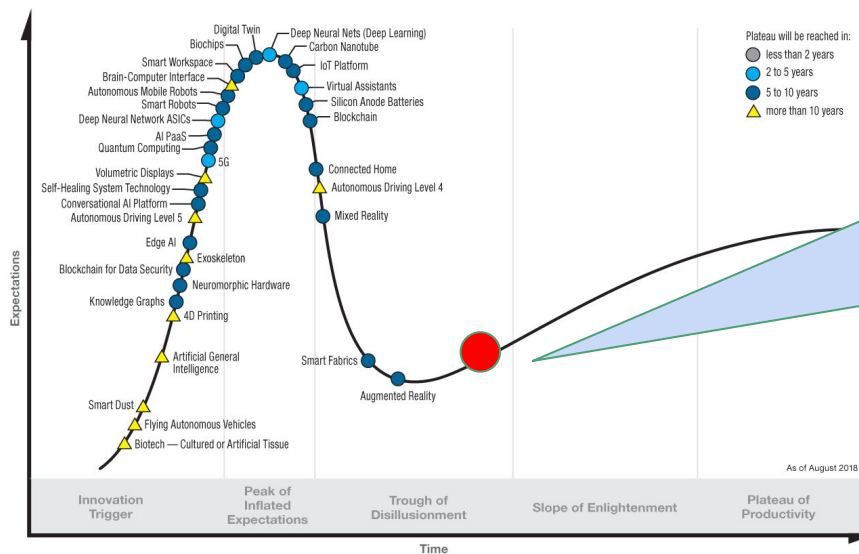 Digital Twin
Biochips
Smart Workspace
Brain-Computer Interface
Autonomous Mobile Robots
Smart Robots
Deep Neural Network ASICs
AI PaaS
Quantum Computing
5G
Volumetric Displays
Self-Healing System Technology
Conversational AI Platform
Autonomous Driving Level 5
Edge AI
Exoskeleton
Blockchain for Data Security
Neuromorphic Hardware
Knowledge Graphs
4D Printing
Artificial General
Intelligence
Smart Dust
Flying Autonomous Vehicles
Biotech — Cultured or Artificial Tissue
Deep Neural Nets (Deep Learning)
Carbon Nanotube
IoT Platform
Virtual Assistants
Silicon Anode Batteries
Blockchain
Connected Home
Autonomous Driving Level 4
Mixed Reality
Smart Fabrics
Augmented Reality
Plateau will be reached in:
less than 2 years
2 to 5 years
5 to 10 years
more than 10 years
As of August 2018
Expectations
Innovation
Trigger
Peak of
Inflated
Expectations
Trough of
Disillusionment
Slope of Enlightenment
Plateau of
Productivity
Time